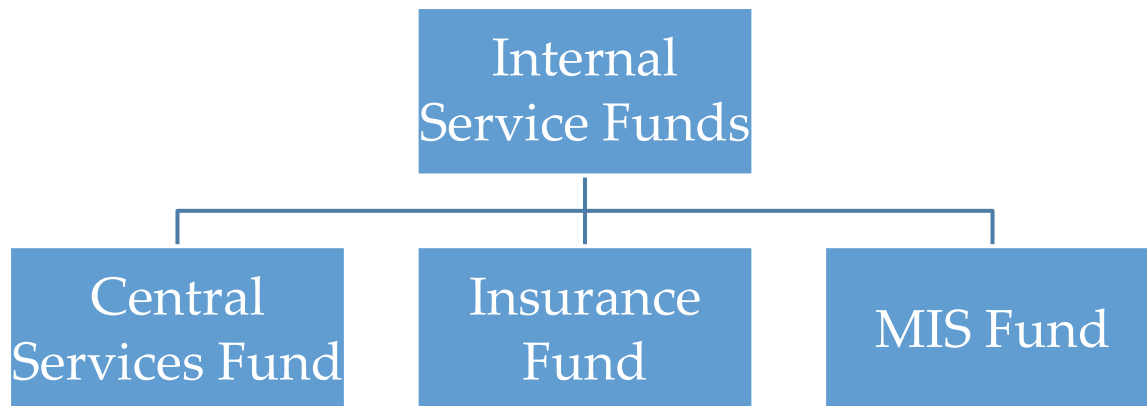 Internal
Service Funds
Central
Services Fund
Insurance
Fund
MIS Fund